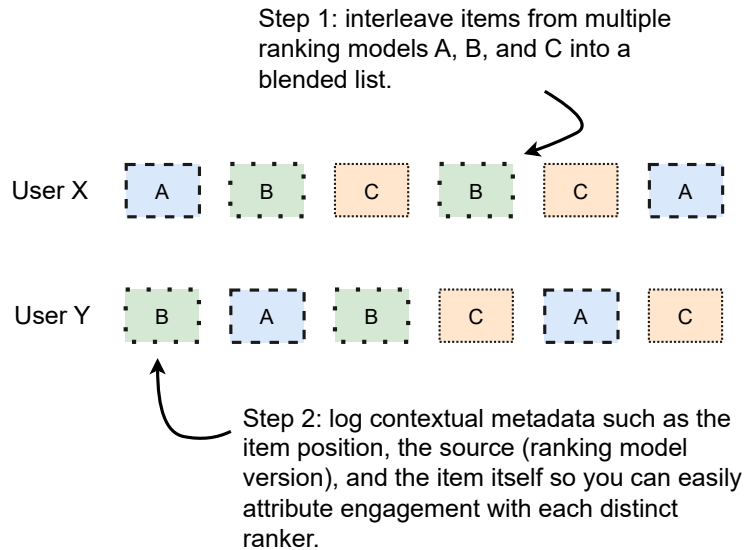 Step 1: interleave items from multiple
ranking models A, B, and C into a
blended list.
User X A B C B C A
User Y B A B C A C
Step 2: log contextual metadata such as the
item position, the source (ranking model
version), and the item itself so you can easily
attribute engagement with each distinct
ranker.